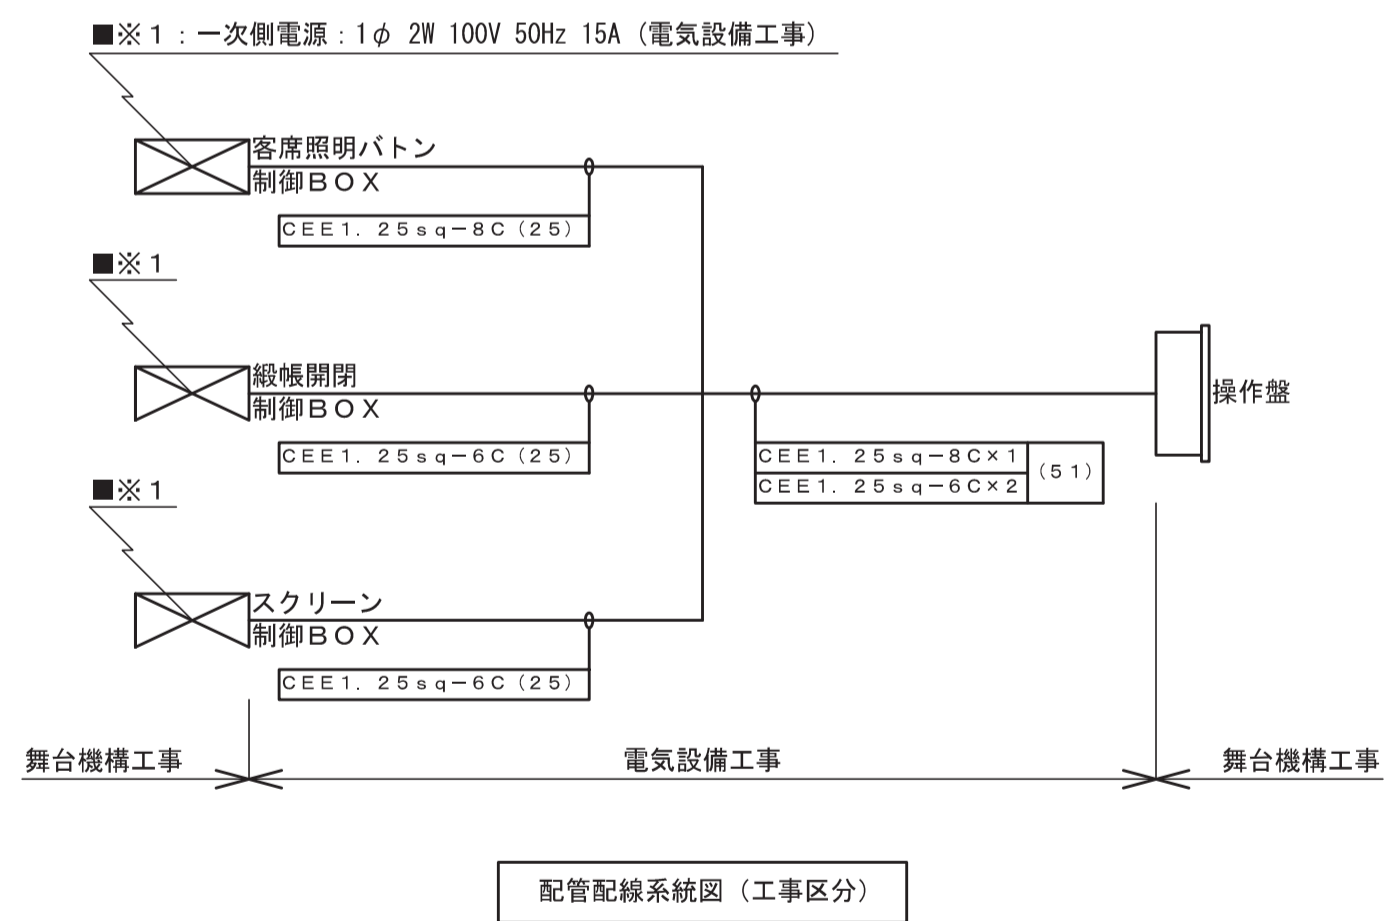 ■※1：一次側電源：1φ 2W 100V 50Hz 15A（電気設備工事）
客席照明バトン
制御ＢＯＸ
ＣＥＥ１．２５ｓｑ－８Ｃ（２５）
■※1
緞帳開閉
制御ＢＯＸ
ＣＥＥ１．２５ｓｑ－６Ｃ（２５）
操作盤
ＣＥＥ１．２５ｓｑ－８Ｃ×１
ＣＥＥ１．２５ｓｑ－６Ｃ×２
（５１）
■※1
スクリーン
制御ＢＯＸ
ＣＥＥ１．２５ｓｑ－６Ｃ（２５）
舞台機構工事
電気設備工事
舞台機構工事
配管配線系統図（工事区分）